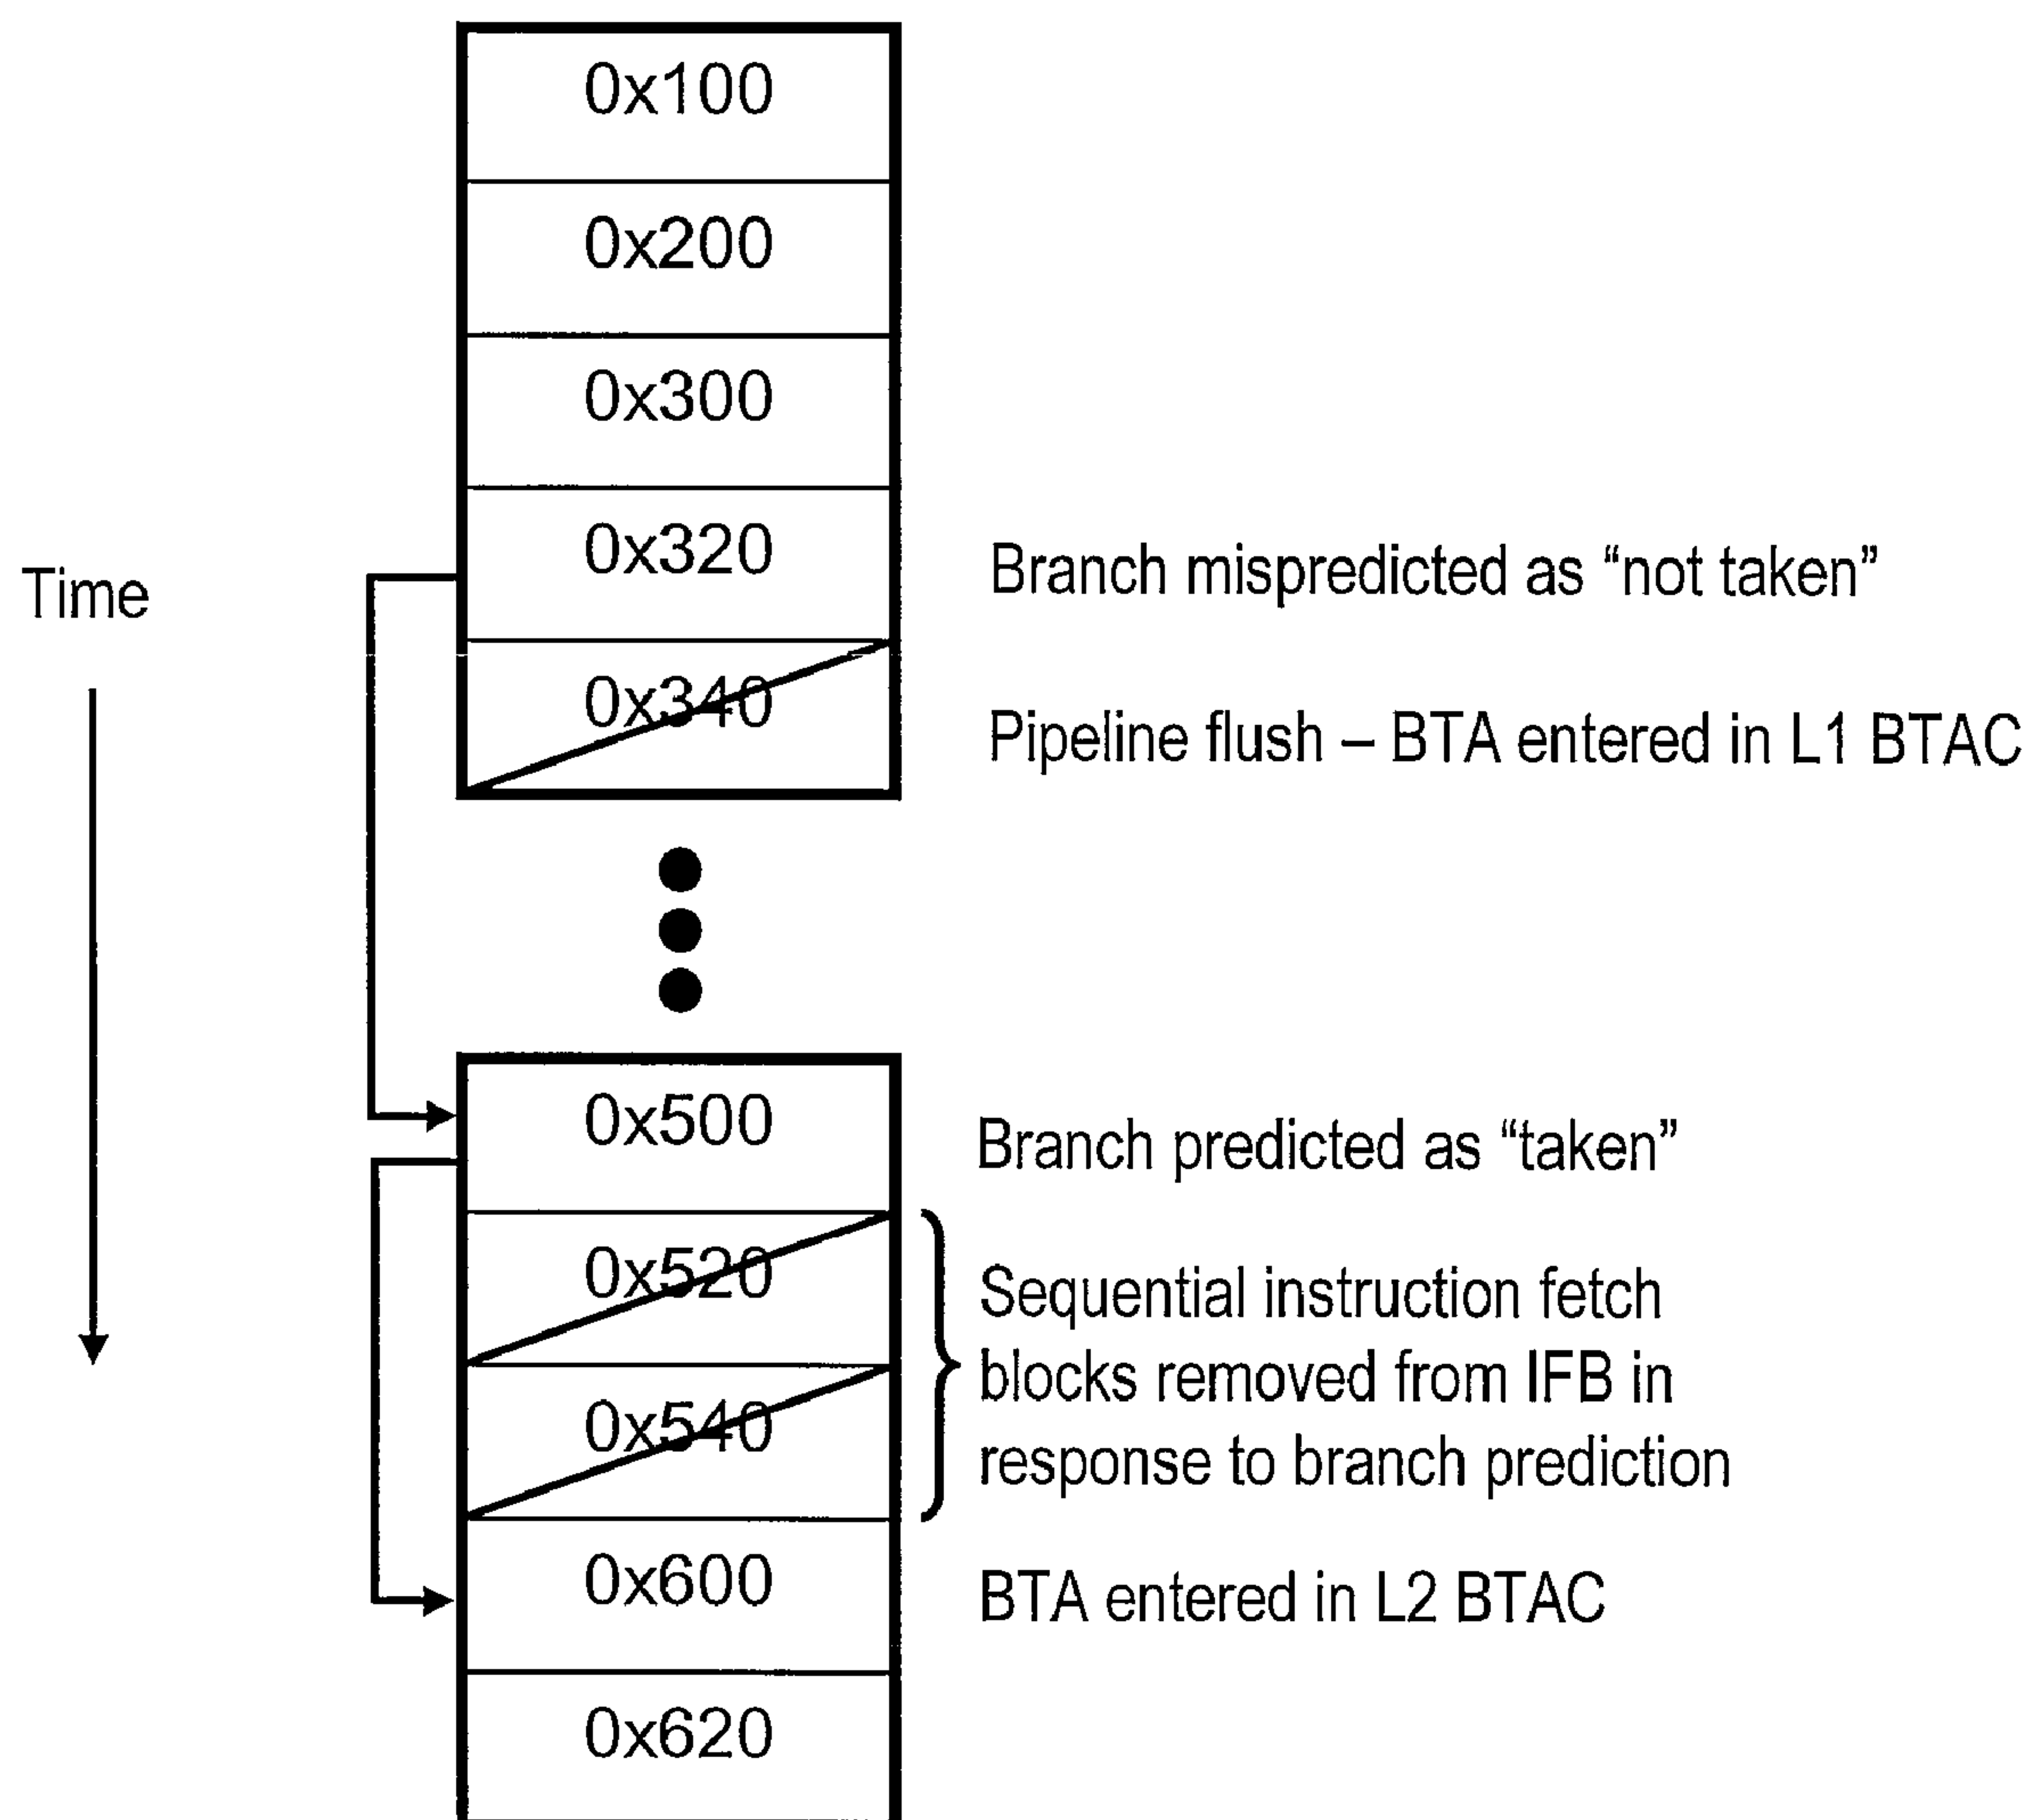 0x100
0x200
0x300
0x320
Branch mispredicted as “not taken”
Time
0x340
Pipeline flush – BTA entered in L1 BTAC
0x500
Branch predicted as “taken”
0x520
Sequential instruction fetch
blocks removed from IFB in
0x540
response to branch prediction
0x600
BTA entered in L2 BTAC
0x620